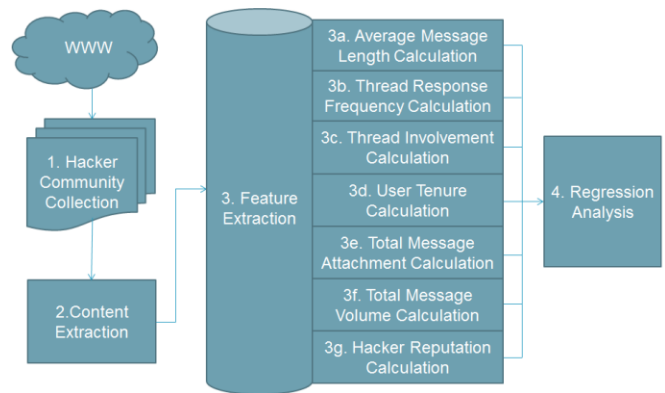 WWW
1. Hacker
Community
Collection
2.Content
Extraction
3. Feature
Extraction
3a. Average Message
Length Calculation
3b. Thread Response
Frequency Calculation
3c. Thread Involvement
Calculation
3d. User Tenure
Calculation
3e. Total Message
Attachment Calculation
3f. Total Message
Volume Calculation
3g. Hacker Reputation
Calculation
4. Regression
Analysis